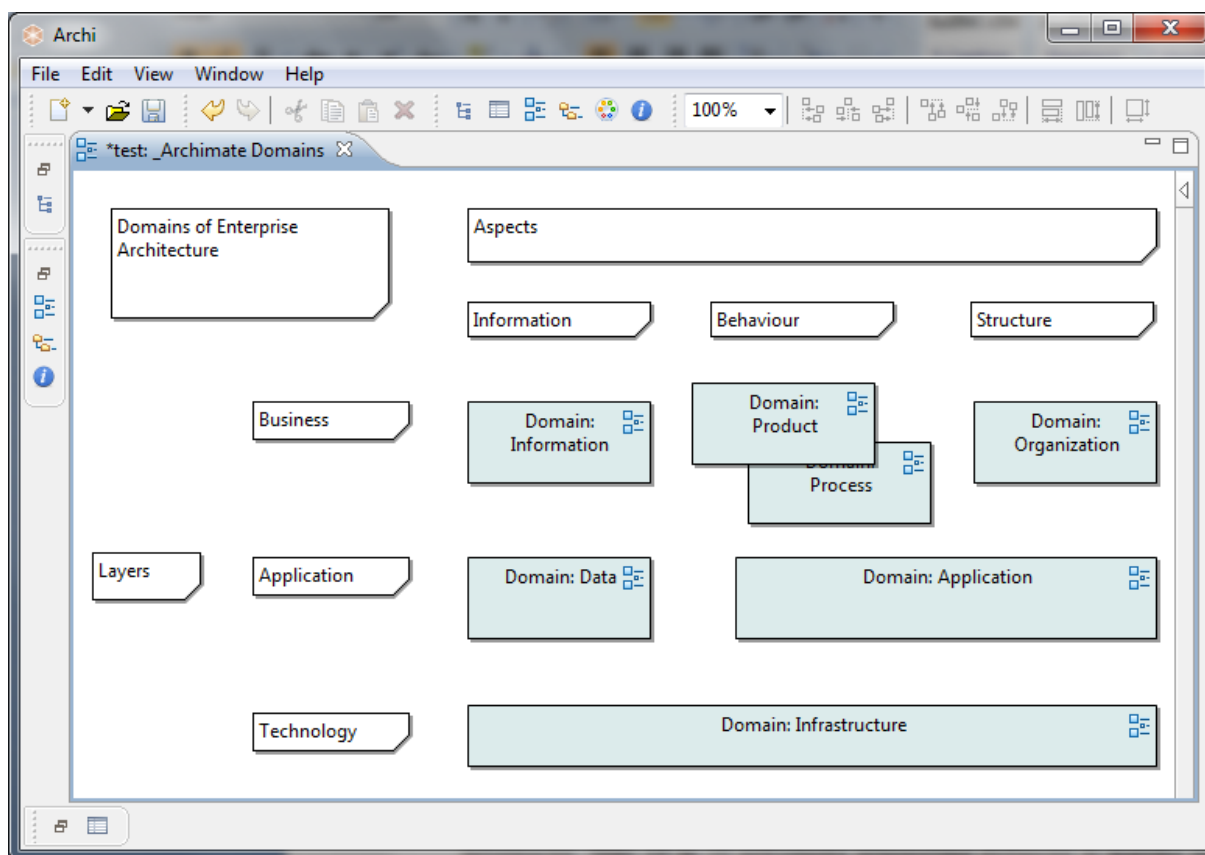 Archi
File Edit View Window Help
100%
*test: _Archimate Domains
Domains of Enterprise
Architecture
Aspects
Information Behaviour Structure
Business
Domain:
Information
Domain:
Product
Domain:
Process
Domain:
Organization
Layers
Application
Domain: Data
Domain: Application
Technology
Domain: Infrastructure